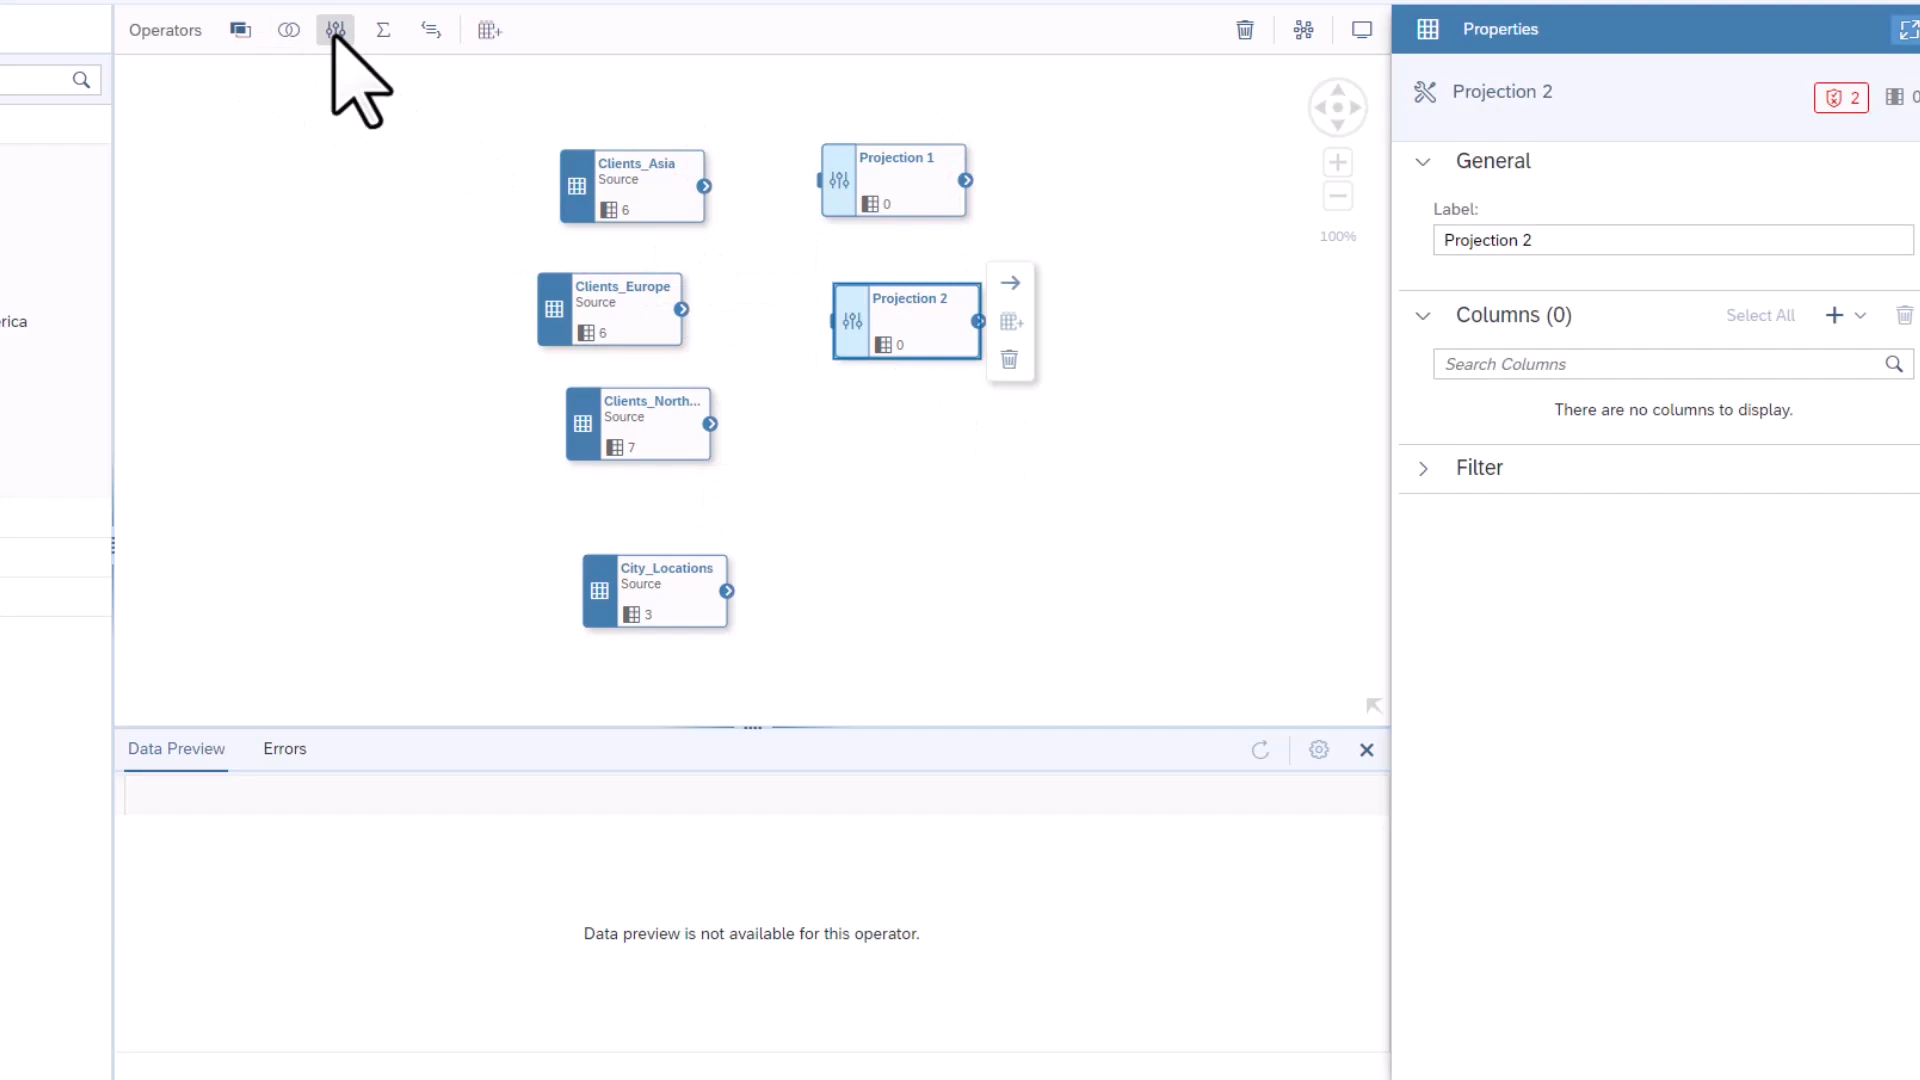 Operators
Properties
Projection 2
2
0
Clients_Asia
Source
6
Projection 1
0
General
Label:
Projection 2
100%
Clients_Europe
Source
6
Projection 2
0
erica
Columns (0)
Select All
Search Columns
There are no columns to display.
Clients_North...
Source
7
Filter
City_Locations
Source
3
Data Preview
Errors
Data preview is not available for this operator.